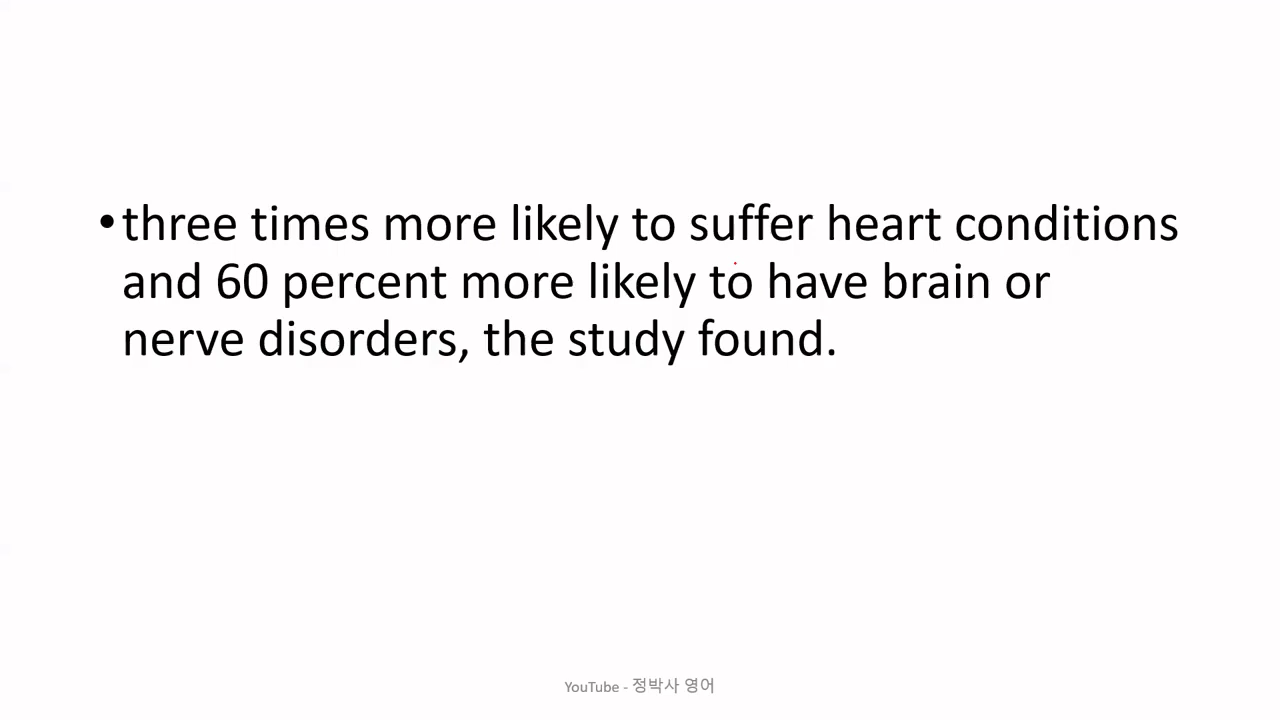 •three times more likely to suffer heart conditions
and 60 percent more likely to have brain or
nerve disorders, the study found.
YouTube - 정박사 영어